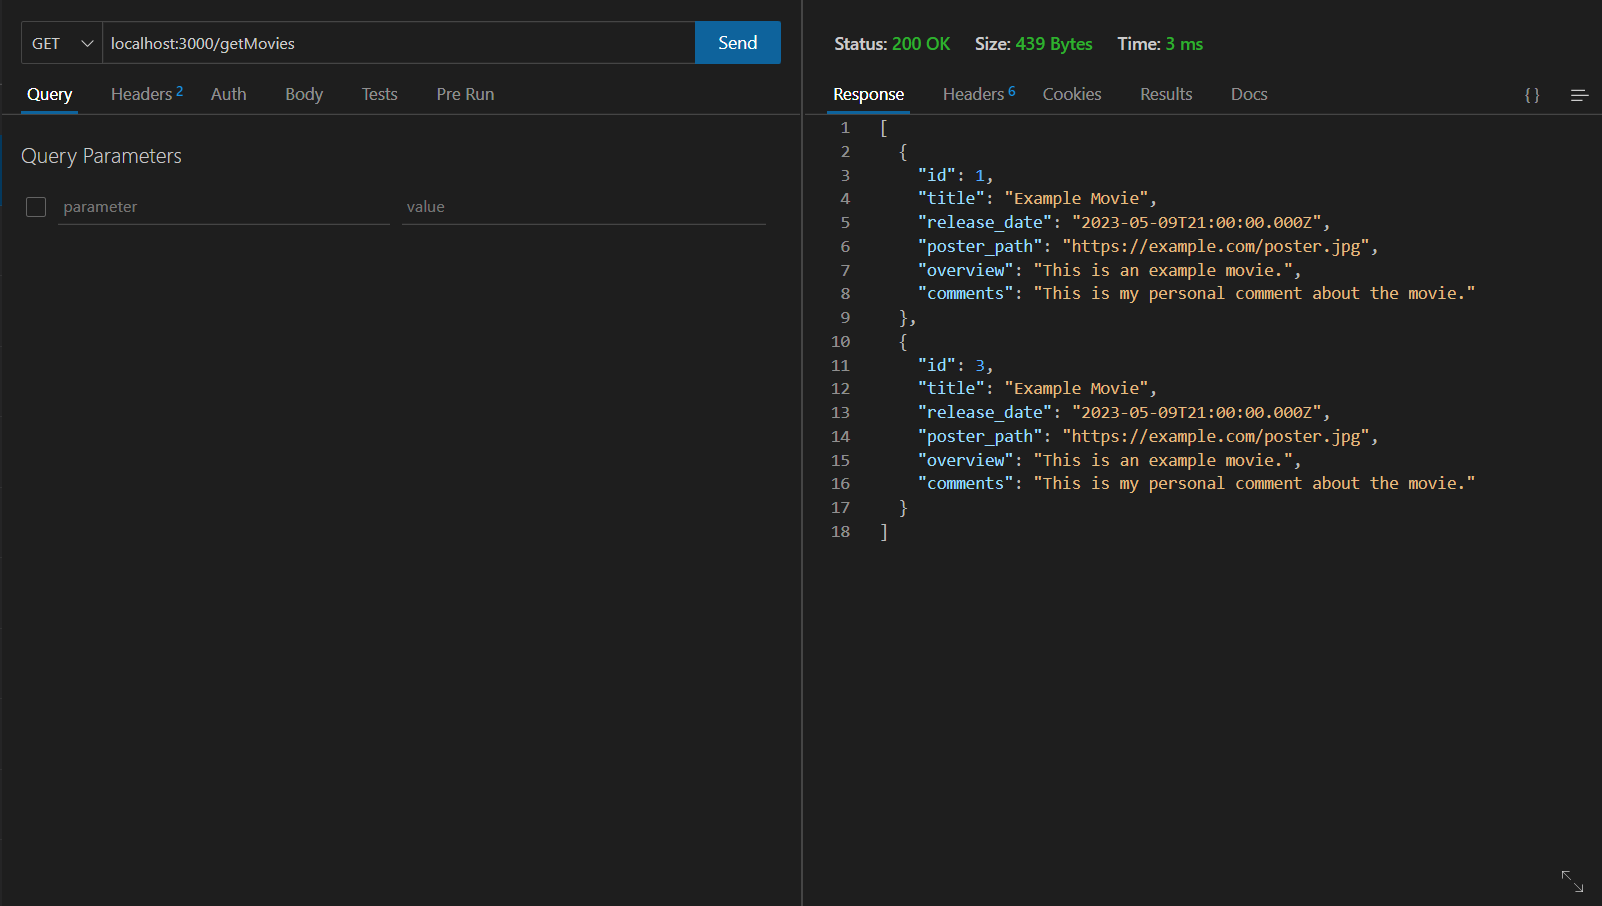 GET localhost:3000/getMovies Send
Query Headers 2 Auth Body Tests Pre Run
Query Parameters
parameter value
Status: 200 OK Size: 439 Bytes Time: 3 ms
Response Headers 6 Cookies Results Docs { }
1 [
2 {
3 "id": 1,
4 "title": "Example Movie",
5 "release_date": "2023-05-09T21:00:00.000Z",
6 "poster_path": "https://example.com/poster.jpg",
7 "overview": "This is an example movie.",
8 "comments": "This is my personal comment about the movie."
9 },
10 {
11 "id": 3,
12 "title": "Example Movie",
13 "release_date": "2023-05-09T21:00:00.000Z",
14 "poster_path": "https://example.com/poster.jpg",
15 "overview": "This is an example movie.",
16 "comments": "This is my personal comment about the movie."
17 }
18 ]